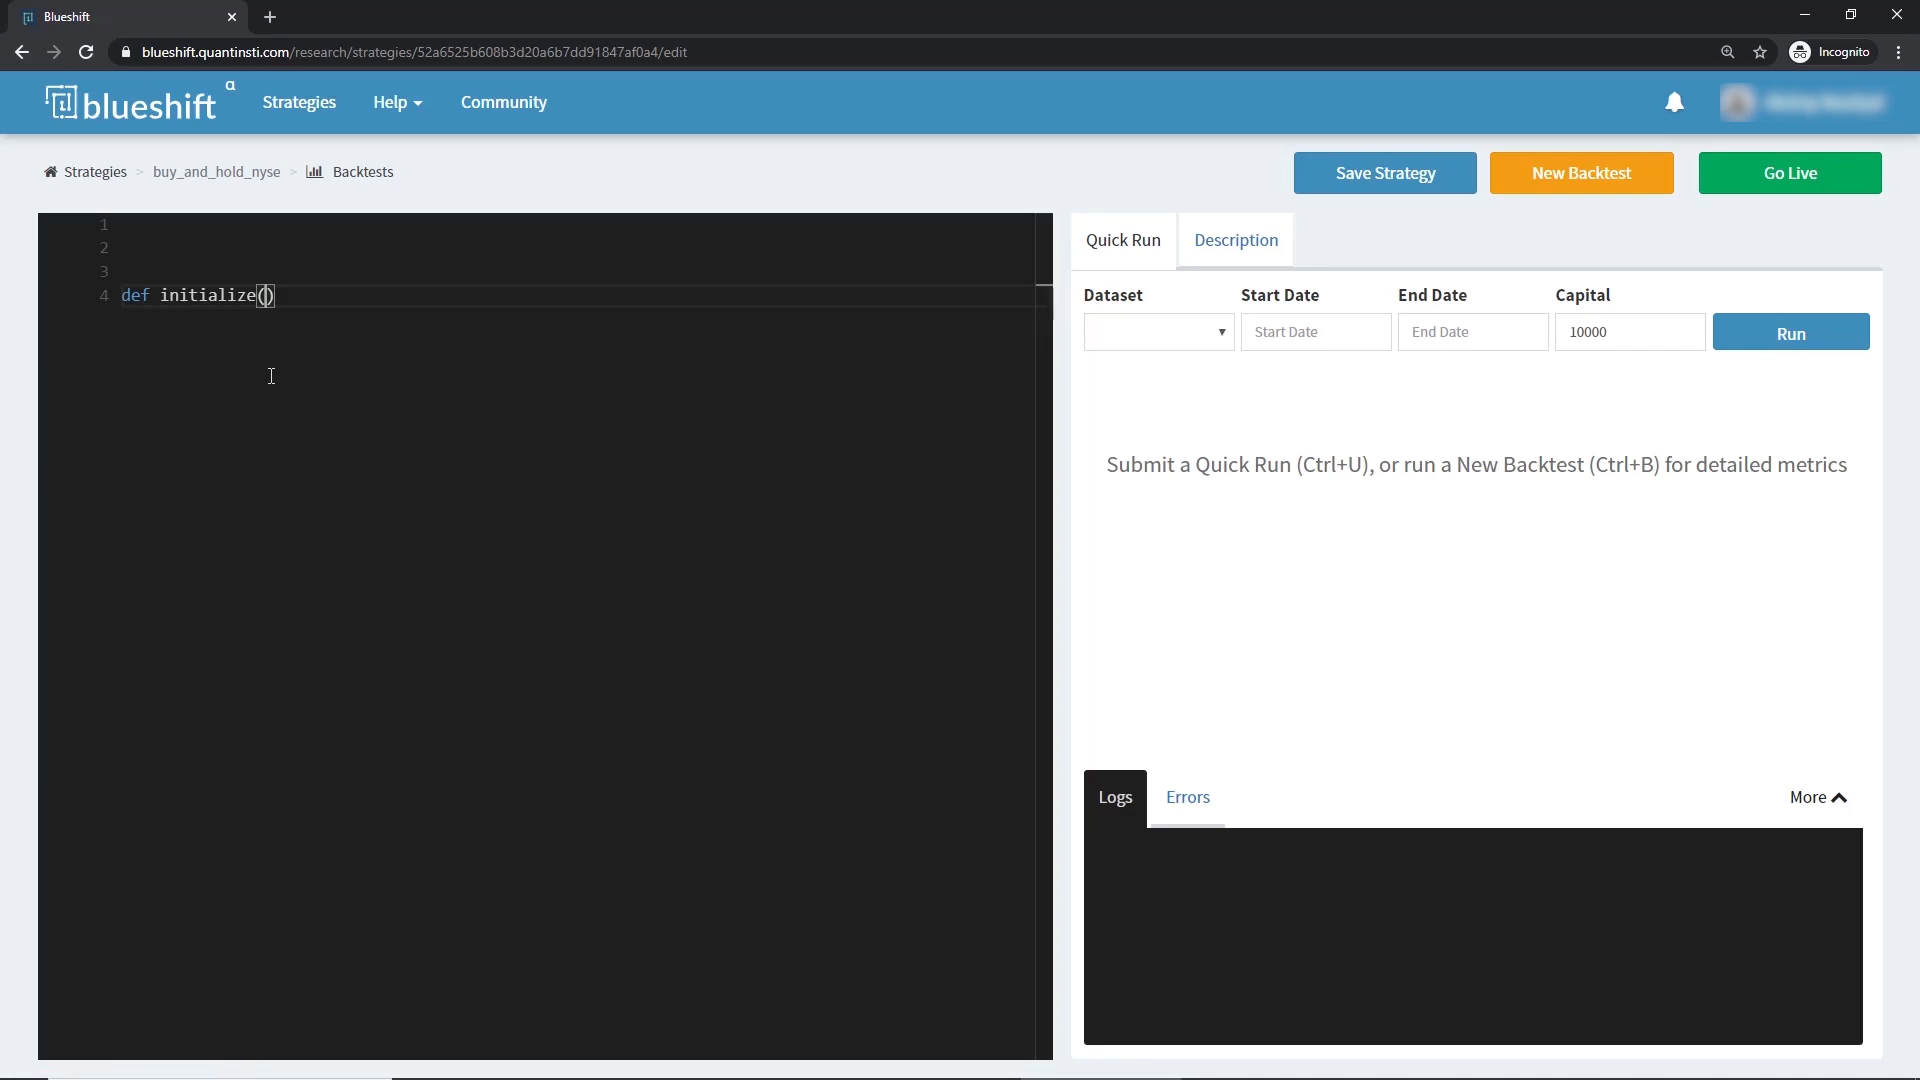 Blueshift
blueshift.quantinsti.com/research/strategies/52a6525b608b3d20a6b7dd91847af0a4/edit
Incognito
blueshift α
Strategies
Help
Community
Strategies > buy_and_hold_nyse > Backtests
Save Strategy
New Backtest
Go Live
1
2
3
4 def initialize()
Quick Run
Description
Dataset
Start Date
End Date
Capital
Start Date
End Date
10000
Run
Submit a Quick Run (Ctrl+U), or run a New Backtest (Ctrl+B) for detailed metrics
Logs
Errors
More